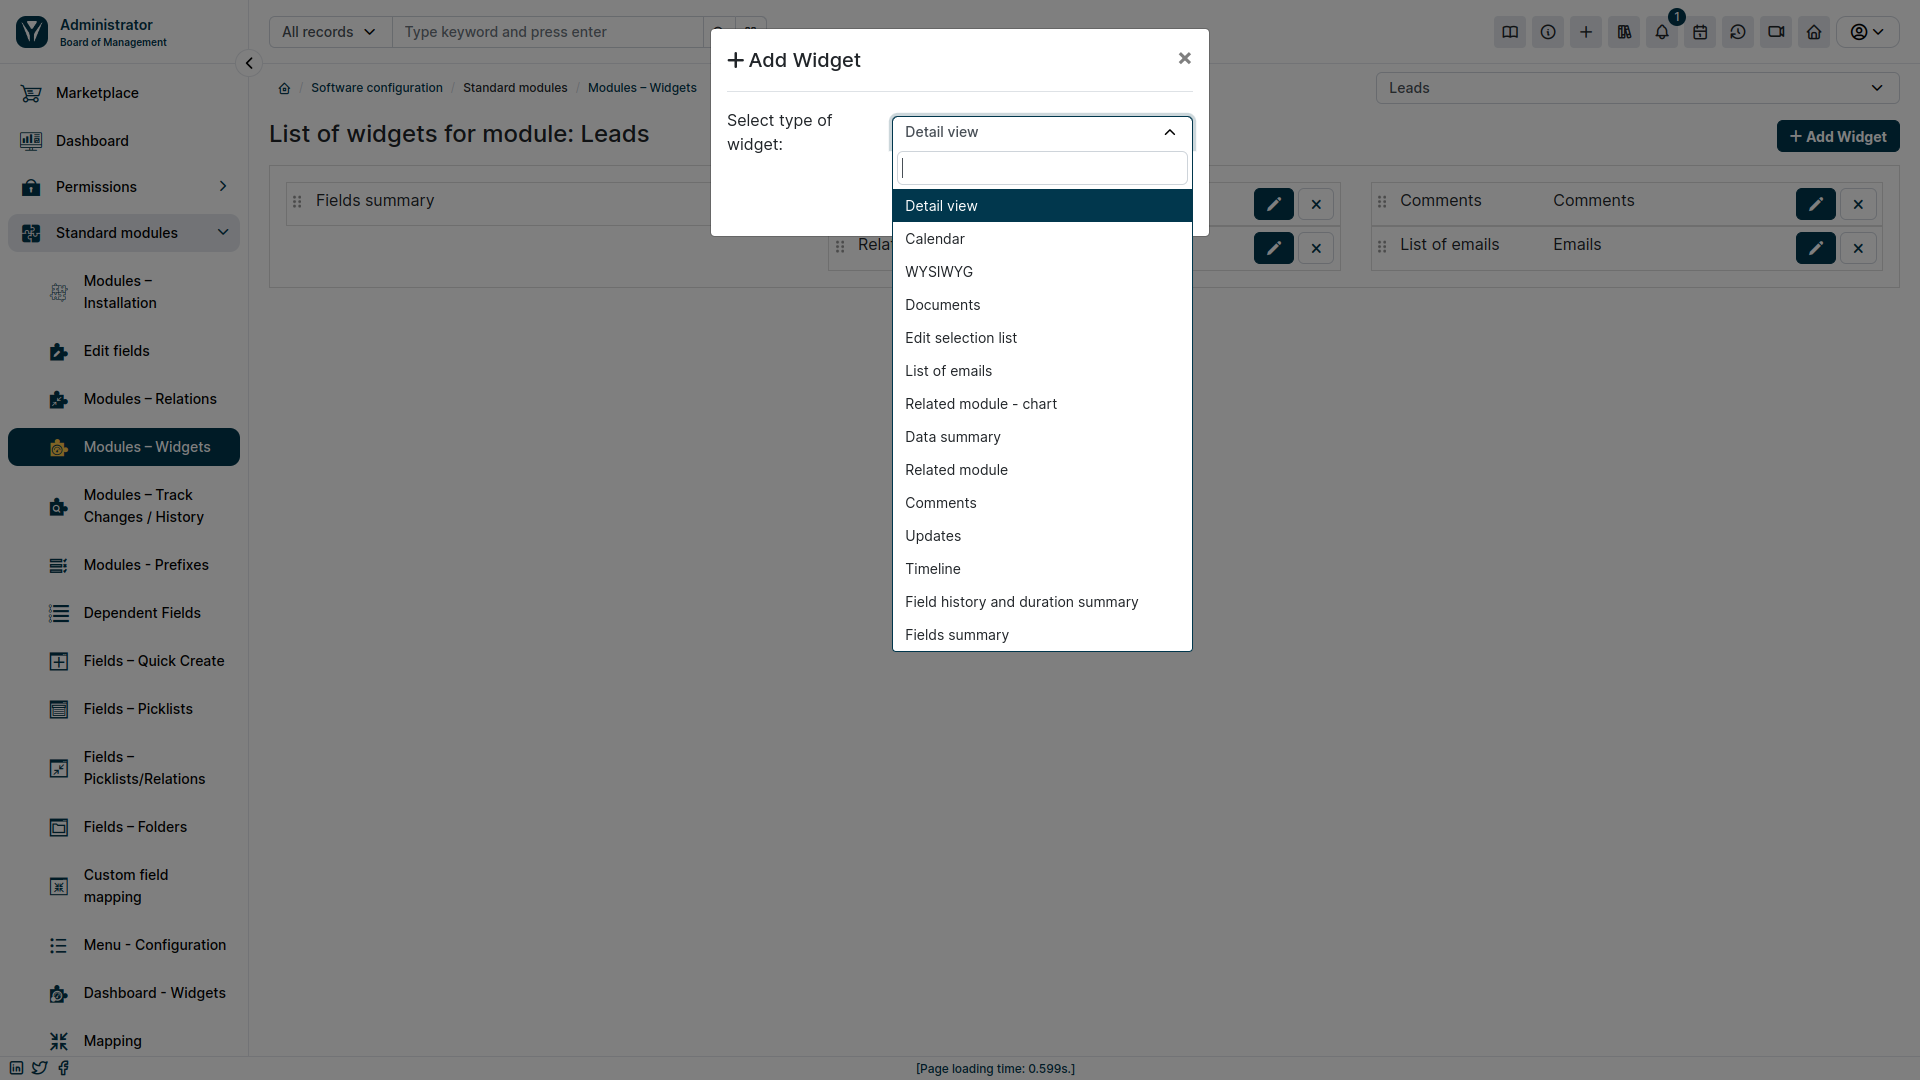 Administrator
Board of Management
All records
Type keyword and press enter
1
Marketplace
Dashboard
Permissions
Standard modules
Modules – Installation
Edit fields
Modules – Relations
Modules – Widgets
Modules – Track Changes / History
Modules - Prefixes
Dependent Fields
Fields – Quick Create
Fields – Picklists
Fields – Picklists/Relations
Fields – Folders
Custom field mapping
Menu - Configuration
Dashboard - Widgets
Mapping
Software configuration / Standard modules / Modules – Widgets
Leads
List of widgets for module: Leads
+ Add Widget
Fields summary
Comments Comments
List of emails Emails
+ Add Widget
×
Select type of
widget:
Detail view
Detail view
Calendar
WYSIWYG
Documents
Edit selection list
List of emails
Related module - chart
Data summary
Related module
Comments
Updates
Timeline
Field history and duration summary
Fields summary
[Page loading time: 0.599s.]